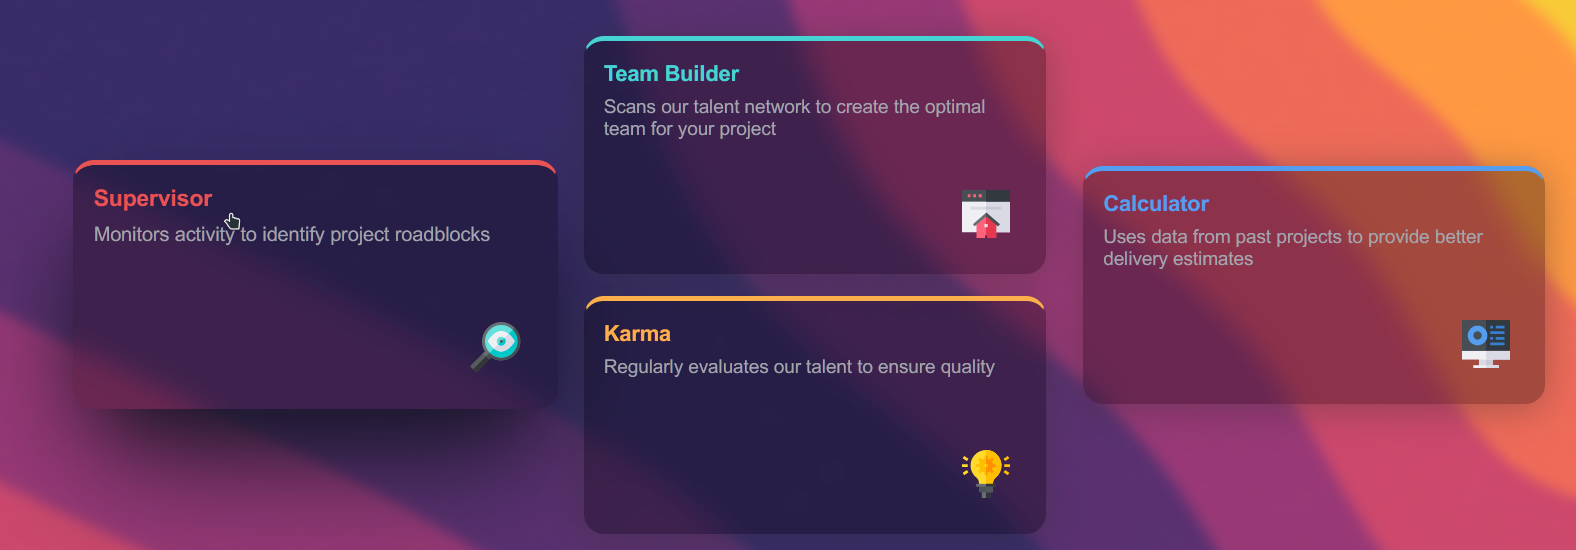 Supervisor
Monitors activity to identify project roadblocks
Team Builder
Scans our talent network to create the optimal
team for your project
Karma
Regularly evaluates our talent to ensure quality
Calculator
Uses data from past projects to provide better
delivery estimates